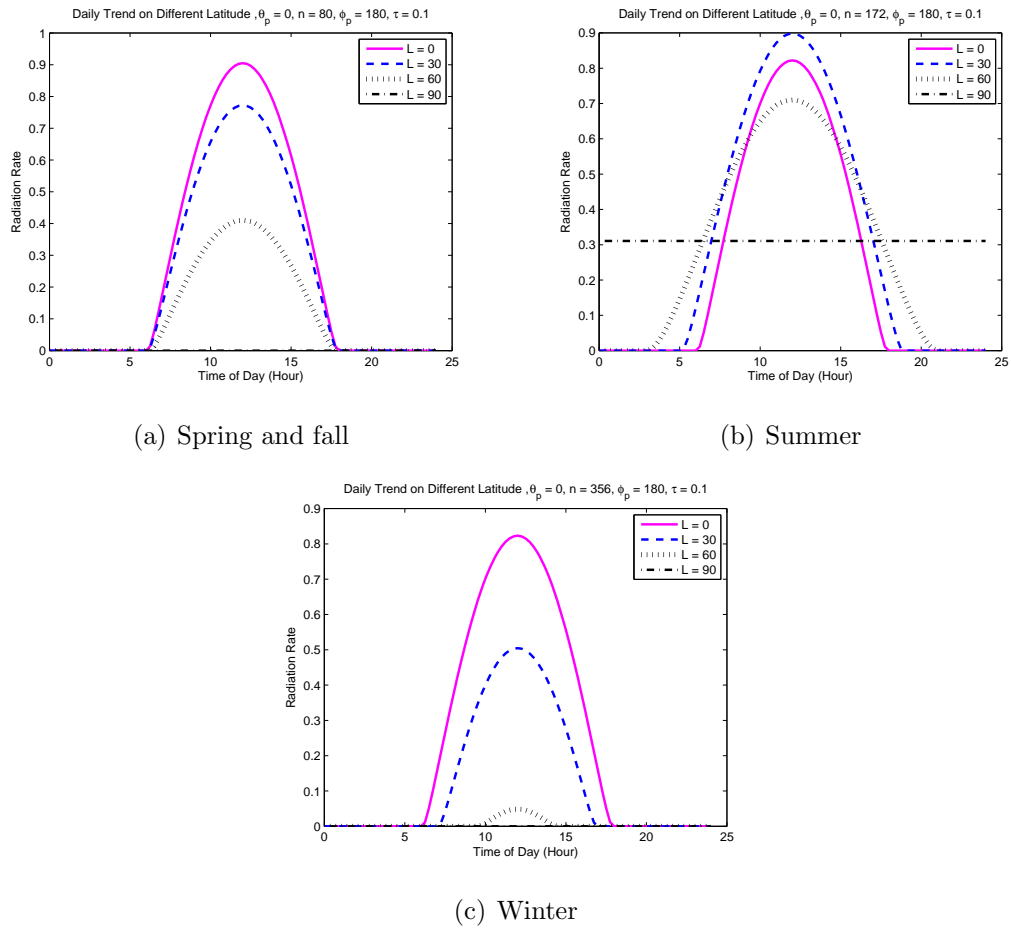 Daily Trend on Different Latitude ,θp = 0, n = 80, ϕp = 180, τ = 0.1
1
0.9
0.8
0.7
0.6
0.5
0.4
0.3
0.2
0.1
0
Radiation Rate
L = 0
L = 30
L = 60
L = 90
0 5 10 15 20 25
Time of Day (Hour)
(a) Spring and fall
Daily Trend on Different Latitude ,θp = 0, n = 172, ϕp = 180, τ = 0.1
0.9
0.8
0.7
0.6
0.5
0.4
0.3
0.2
0.1
0
Radiation Rate
L = 0
L = 30
L = 60
L = 90
0 5 10 15 20 25
Time of Day (Hour)
(b) Summer
Daily Trend on Different Latitude ,θp = 0, n = 356, ϕp = 180, τ = 0.1
0.9
0.8
0.7
0.6
0.5
0.4
0.3
0.2
0.1
0
Radiation Rate
L = 0
L = 30
L = 60
L = 90
0 5 10 15 20 25
Time of Day (Hour)
(c) Winter